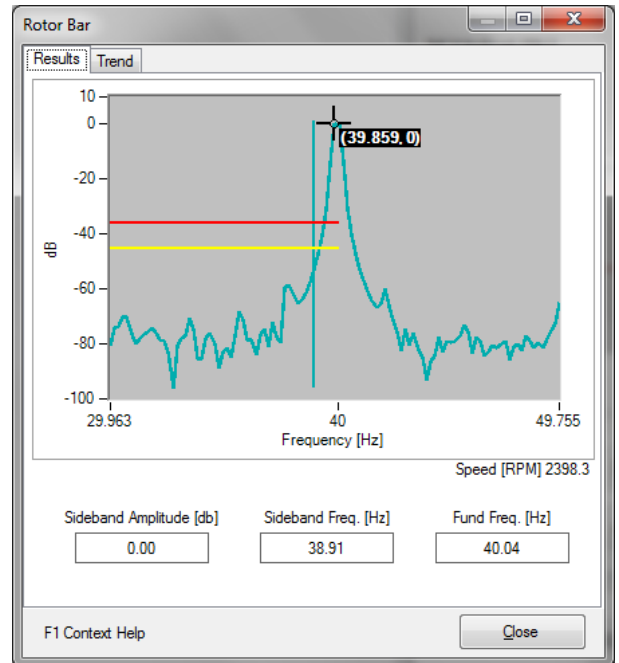 Rotor Bar
Results Trend
10
0
(39.859, 0)
-20
-40
dB
-60
-80
-100
29.963 40 49.755
Frequency [Hz]
Speed [RPM] 2398.3
Sideband Amplitude [db] Sideband Freq. [Hz] Fund Freq. [Hz]
0.00 38.91 40.04
F1 Context Help Close